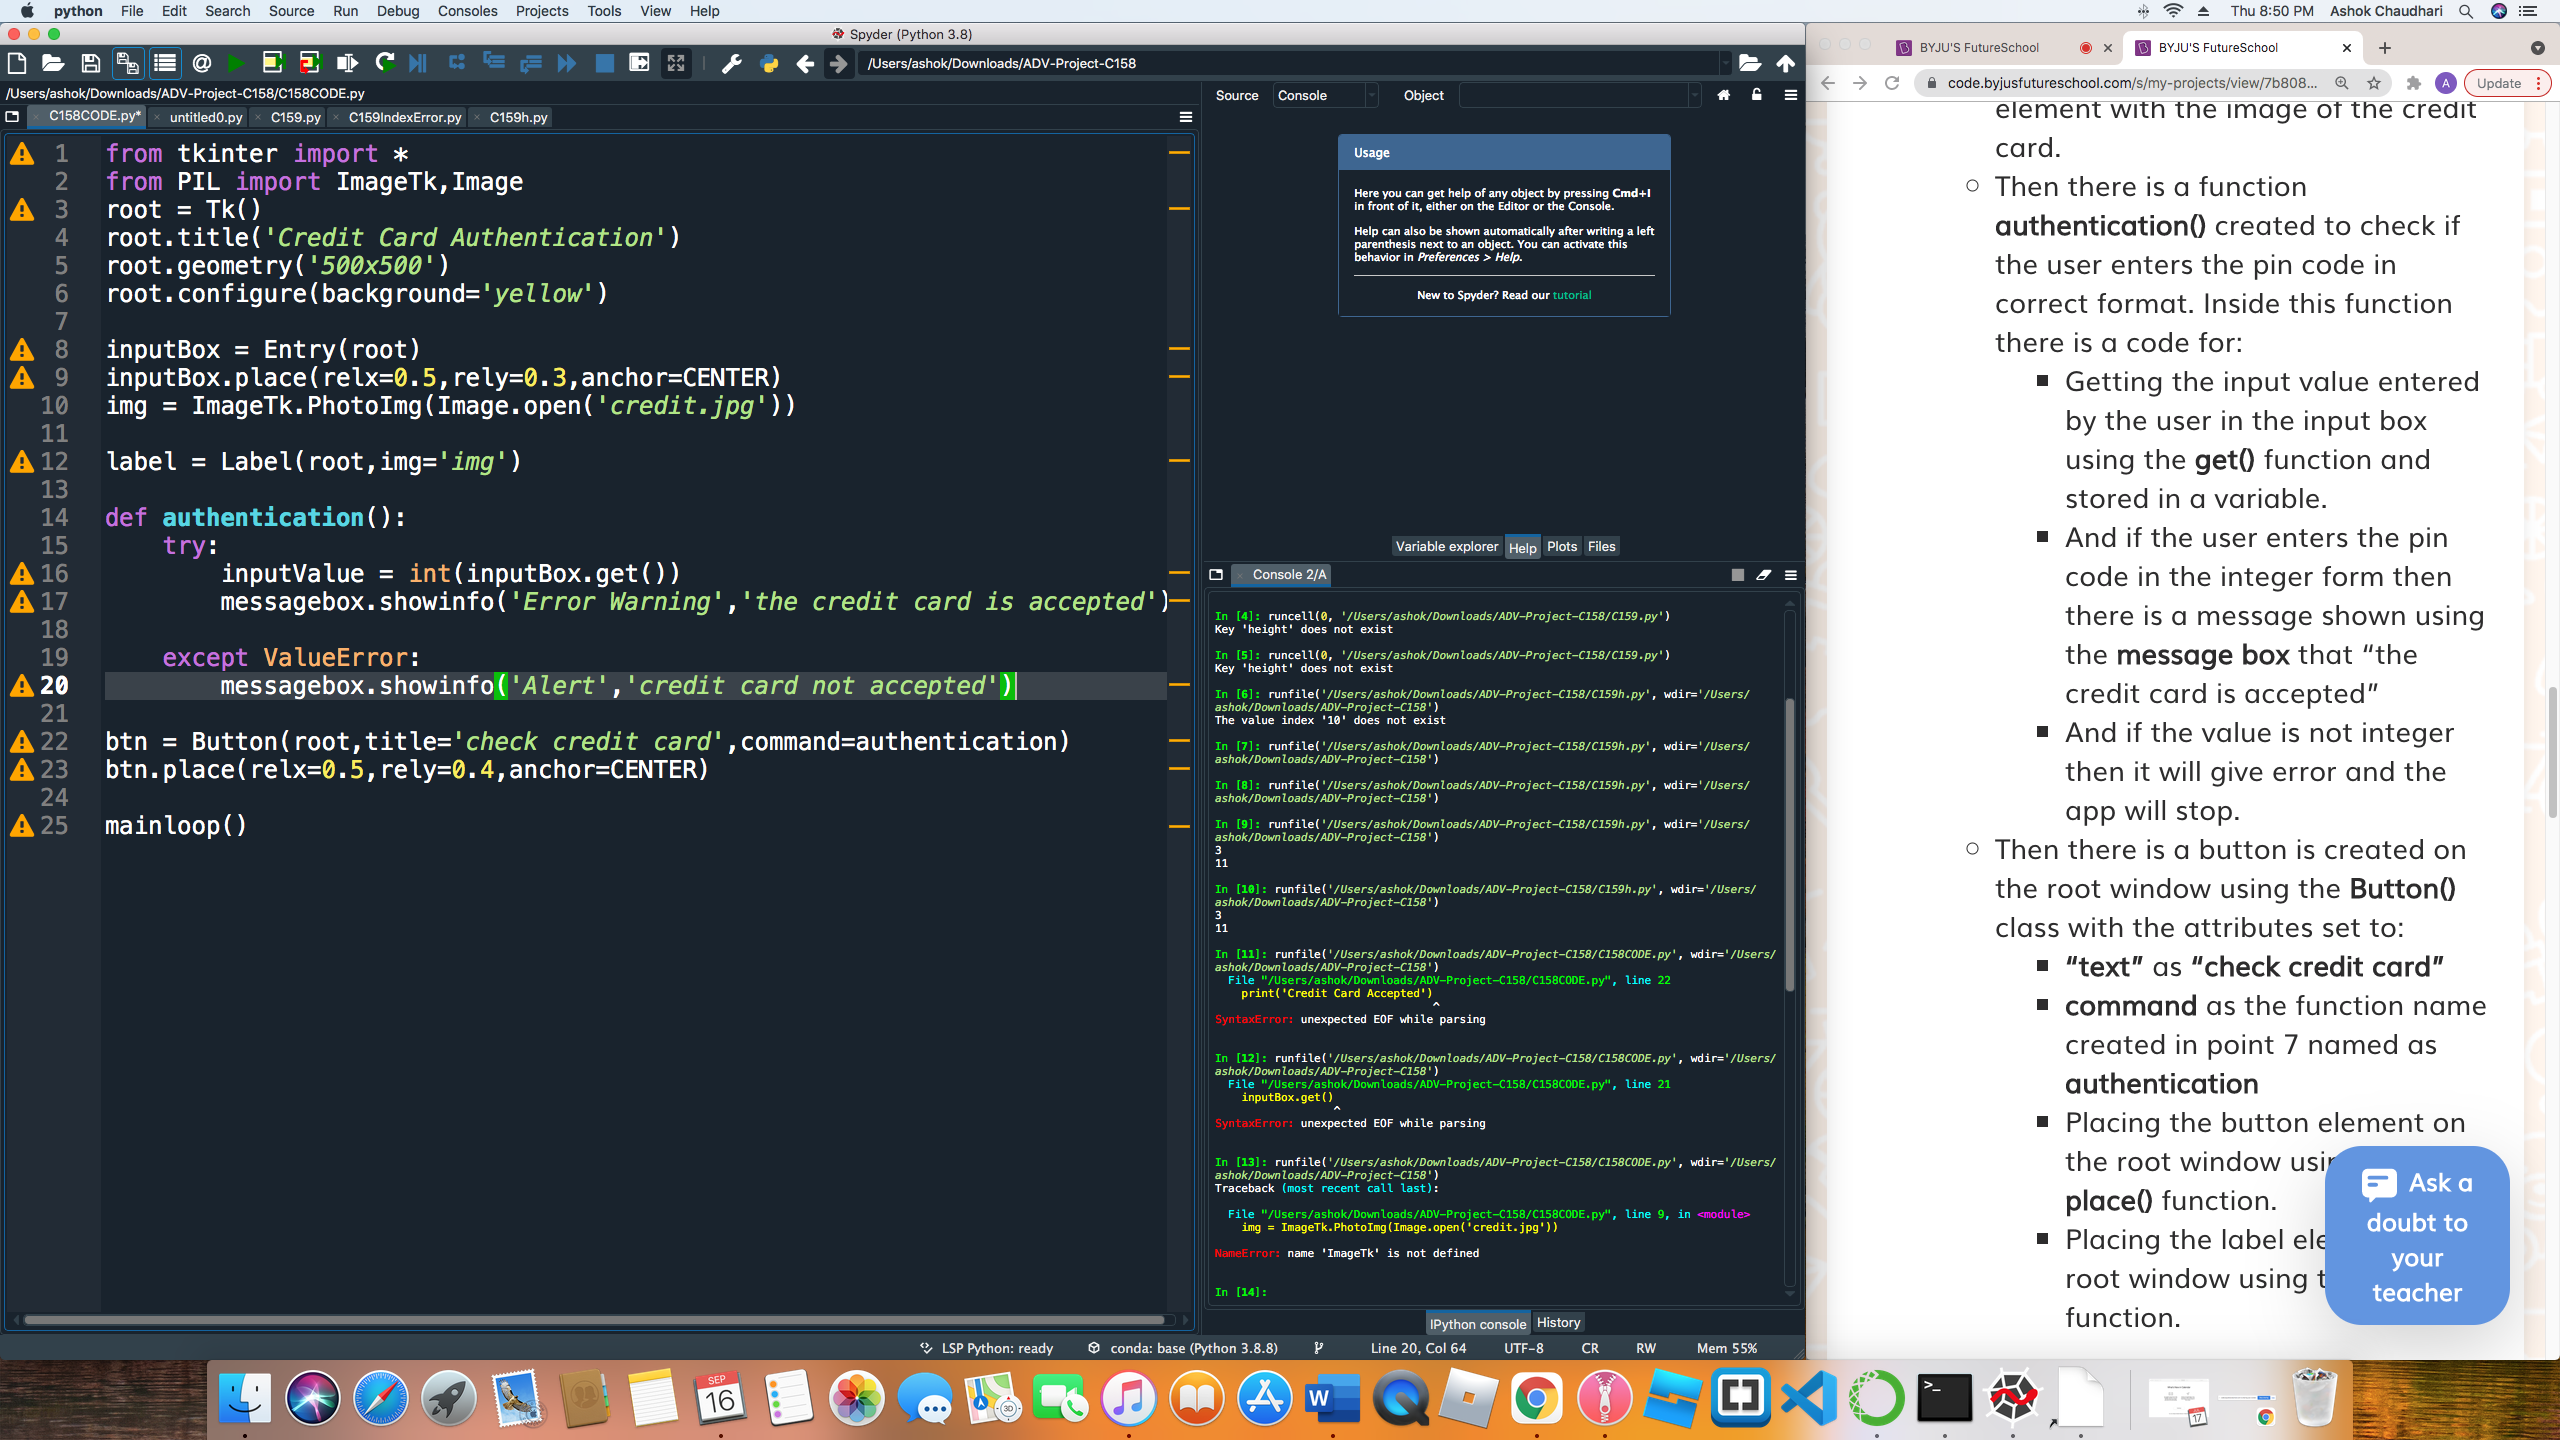 python File Edit Search Source Run Debug Consoles Projects Tools View Help
Thu 8:50 PM Ashok Chaudhari
Spyder (Python 3.8)
/Users/ashok/Downloads/ADV-Project-C158
/Users/ashok/Downloads/ADV-Project-C158/C158CODE.py
C158CODE.py* untitled0.py C159.py C159IndexError.py C159h.py
1 from tkinter import *
2 from PIL import ImageTk,Image
3 root = Tk()
4 root.title('Credit Card Authentication')
5 root.geometry('500x500')
6 root.configure(background='yellow')
7
8 inputBox = Entry(root)
9 inputBox.place(relx=0.5,rely=0.3,anchor=CENTER)
10 img = ImageTk.PhotoImg(Image.open('credit.jpg'))
11
12 label = Label(root,img='img')
13
14 def authentication():
15 try:
16 inputValue = int(inputBox.get())
17 messagebox.showinfo('Error Warning','the credit card is accepted')
18
19 except ValueError:
20 messagebox.showinfo('Alert','credit card not accepted')
21
22 btn = Button(root,title='check credit card',command=authentication)
23 btn.place(relx=0.5,rely=0.4,anchor=CENTER)
24
25 mainloop()
Source Console Object
Usage
Here you can get help of any object by pressing Cmd+I
in front of it, either on the Editor or the Console.
Help can also be shown automatically after writing a left
parenthesis next to an object. You can activate this
behavior in Preferences > Help.
New to Spyder? Read our tutorial
Variable explorer Help Plots Files
Console 2/A
In [4]: runcell(0, '/Users/ashok/Downloads/ADV-Project-C158/C159.py')
Key 'height' does not exist
In [5]: runcell(0, '/Users/ashok/Downloads/ADV-Project-C158/C159.py')
Key 'height' does not exist
In [6]: runfile('/Users/ashok/Downloads/ADV-Project-C158/C159h.py', wdir='/Users/
ashok/Downloads/ADV-Project-C158')
The value index '10' does not exist
In [7]: runfile('/Users/ashok/Downloads/ADV-Project-C158/C159h.py', wdir='/Users/
ashok/Downloads/ADV-Project-C158')
In [8]: runfile('/Users/ashok/Downloads/ADV-Project-C158/C159h.py', wdir='/Users/
ashok/Downloads/ADV-Project-C158')
In [9]: runfile('/Users/ashok/Downloads/ADV-Project-C158/C159h.py', wdir='/Users/
ashok/Downloads/ADV-Project-C158')
3
11
In [10]: runfile('/Users/ashok/Downloads/ADV-Project-C158/C159h.py', wdir='/Users/
ashok/Downloads/ADV-Project-C158')
3
11
In [11]: runfile('/Users/ashok/Downloads/ADV-Project-C158/C158CODE.py', wdir='/Users/
ashok/Downloads/ADV-Project-C158')
File "/Users/ashok/Downloads/ADV-Project-C158/C158CODE.py", line 22
print('Credit Card Accepted')
^
SyntaxError: unexpected EOF while parsing
In [12]: runfile('/Users/ashok/Downloads/ADV-Project-C158/C158CODE.py', wdir='/Users/
ashok/Downloads/ADV-Project-C158')
File "/Users/ashok/Downloads/ADV-Project-C158/C158CODE.py", line 21
inputBox.get()
^
SyntaxError: unexpected EOF while parsing
In [13]: runfile('/Users/ashok/Downloads/ADV-Project-C158/C158CODE.py', wdir='/Users/
ashok/Downloads/ADV-Project-C158')
Traceback (most recent call last):
File "/Users/ashok/Downloads/ADV-Project-C158/C158CODE.py", line 9, in <module>
img = ImageTk.PhotoImg(Image.open('credit.jpg'))
NameError: name 'ImageTk' is not defined
In [14]:
IPython console History
LSP Python: ready conda: base (Python 3.8.8) Line 20, Col 64 UTF-8 CR RW Mem 55%
BYJU'S FutureSchool BYJU'S FutureSchool
code.byjusfutureschool.com/s/my-projects/view/7b808... A Update
element with the image of the credit
card.
Then there is a function
authentication() created to check if
the user enters the pin code in
correct format. Inside this function
there is a code for:
Getting the input value entered
by the user in the input box
using the get() function and
stored in a variable.
And if the user enters the pin
code in the integer form then
there is a message shown using
the message box that “the
credit card is accepted”
And if the value is not integer
then it will give error and the
app will stop.
Then there is a button is created on
the root window using the Button()
class with the attributes set to:
“text” as “check credit card”
command as the function name
created in point 7 named as
authentication
Placing the button element on
the root window usin
place() function.
Placing the label ele
root window using t
function.
Ask a
doubt to
your
teacher
SEP
16
3D
W
>_
17